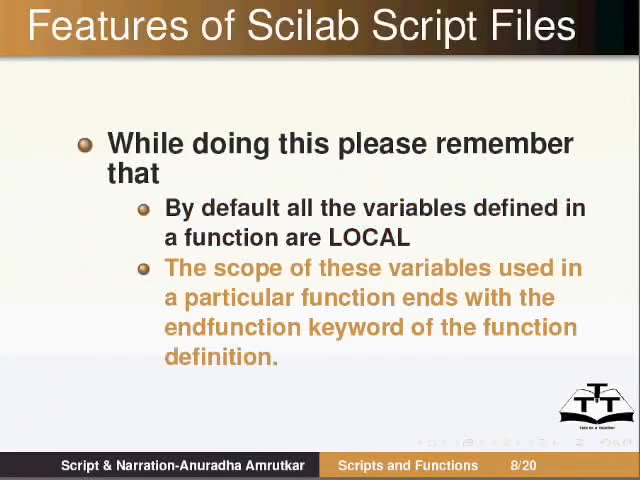 Features of Scilab Script Files
While doing this please remember
that
By default all the variables defined in
a function are LOCAL
The scope of these variables used in
a particular function ends with the
endfunction keyword of the function
definition.
TTT
Script & Narration-Anuradha Amrutkar Scripts and Functions 8/20